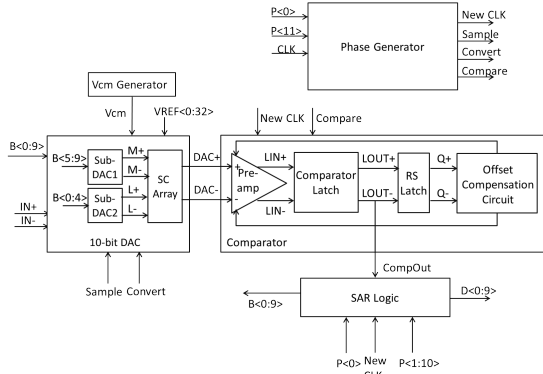 P<0>
P<11>
CLK
Phase Generator
New CLK
Sample
Convert
Compare
Vcm Generator
Vcm
VREF<0:32>
New CLK
Compare
B<0:9>
B<5:9>
Sub-
DAC1
M+
M-
SC
Array
B<0:4>
Sub-
DAC2
L+
L-
IN+
IN-
10-bit DAC
Sample
Convert
DAC+
DAC-
+
-
Pre-
amp
LIN+
LIN-
Comparator
Latch
LOUT+
LOUT-
RS
Latch
Q+
Q-
Offset
Compensation
Circuit
Comparator
CompOut
SAR Logic
B<0:9>
D<0:9>
P<0>
New
P<1:10>